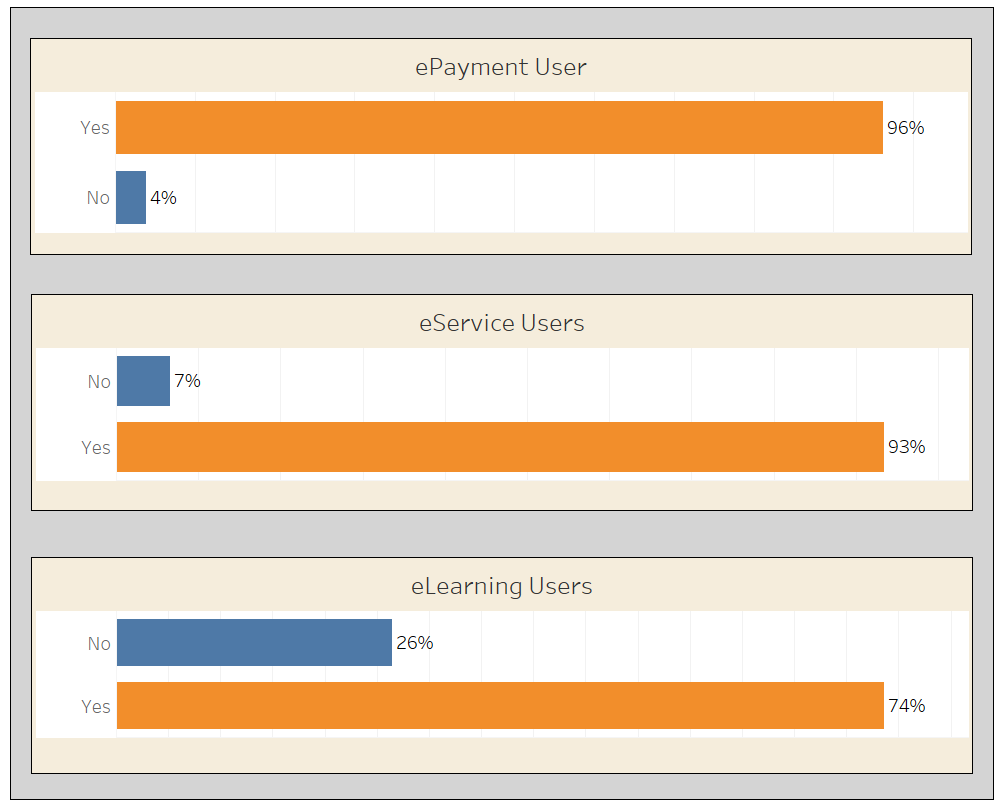 ePayment User
Yes 96%
No 4%
eService Users
No 7%
Yes 93%
eLearning Users
No 26%
Yes 74%